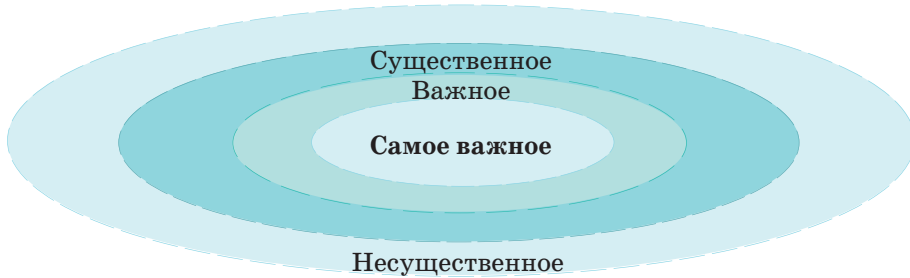 Существенное
Важное
Самое важное
Несущественное